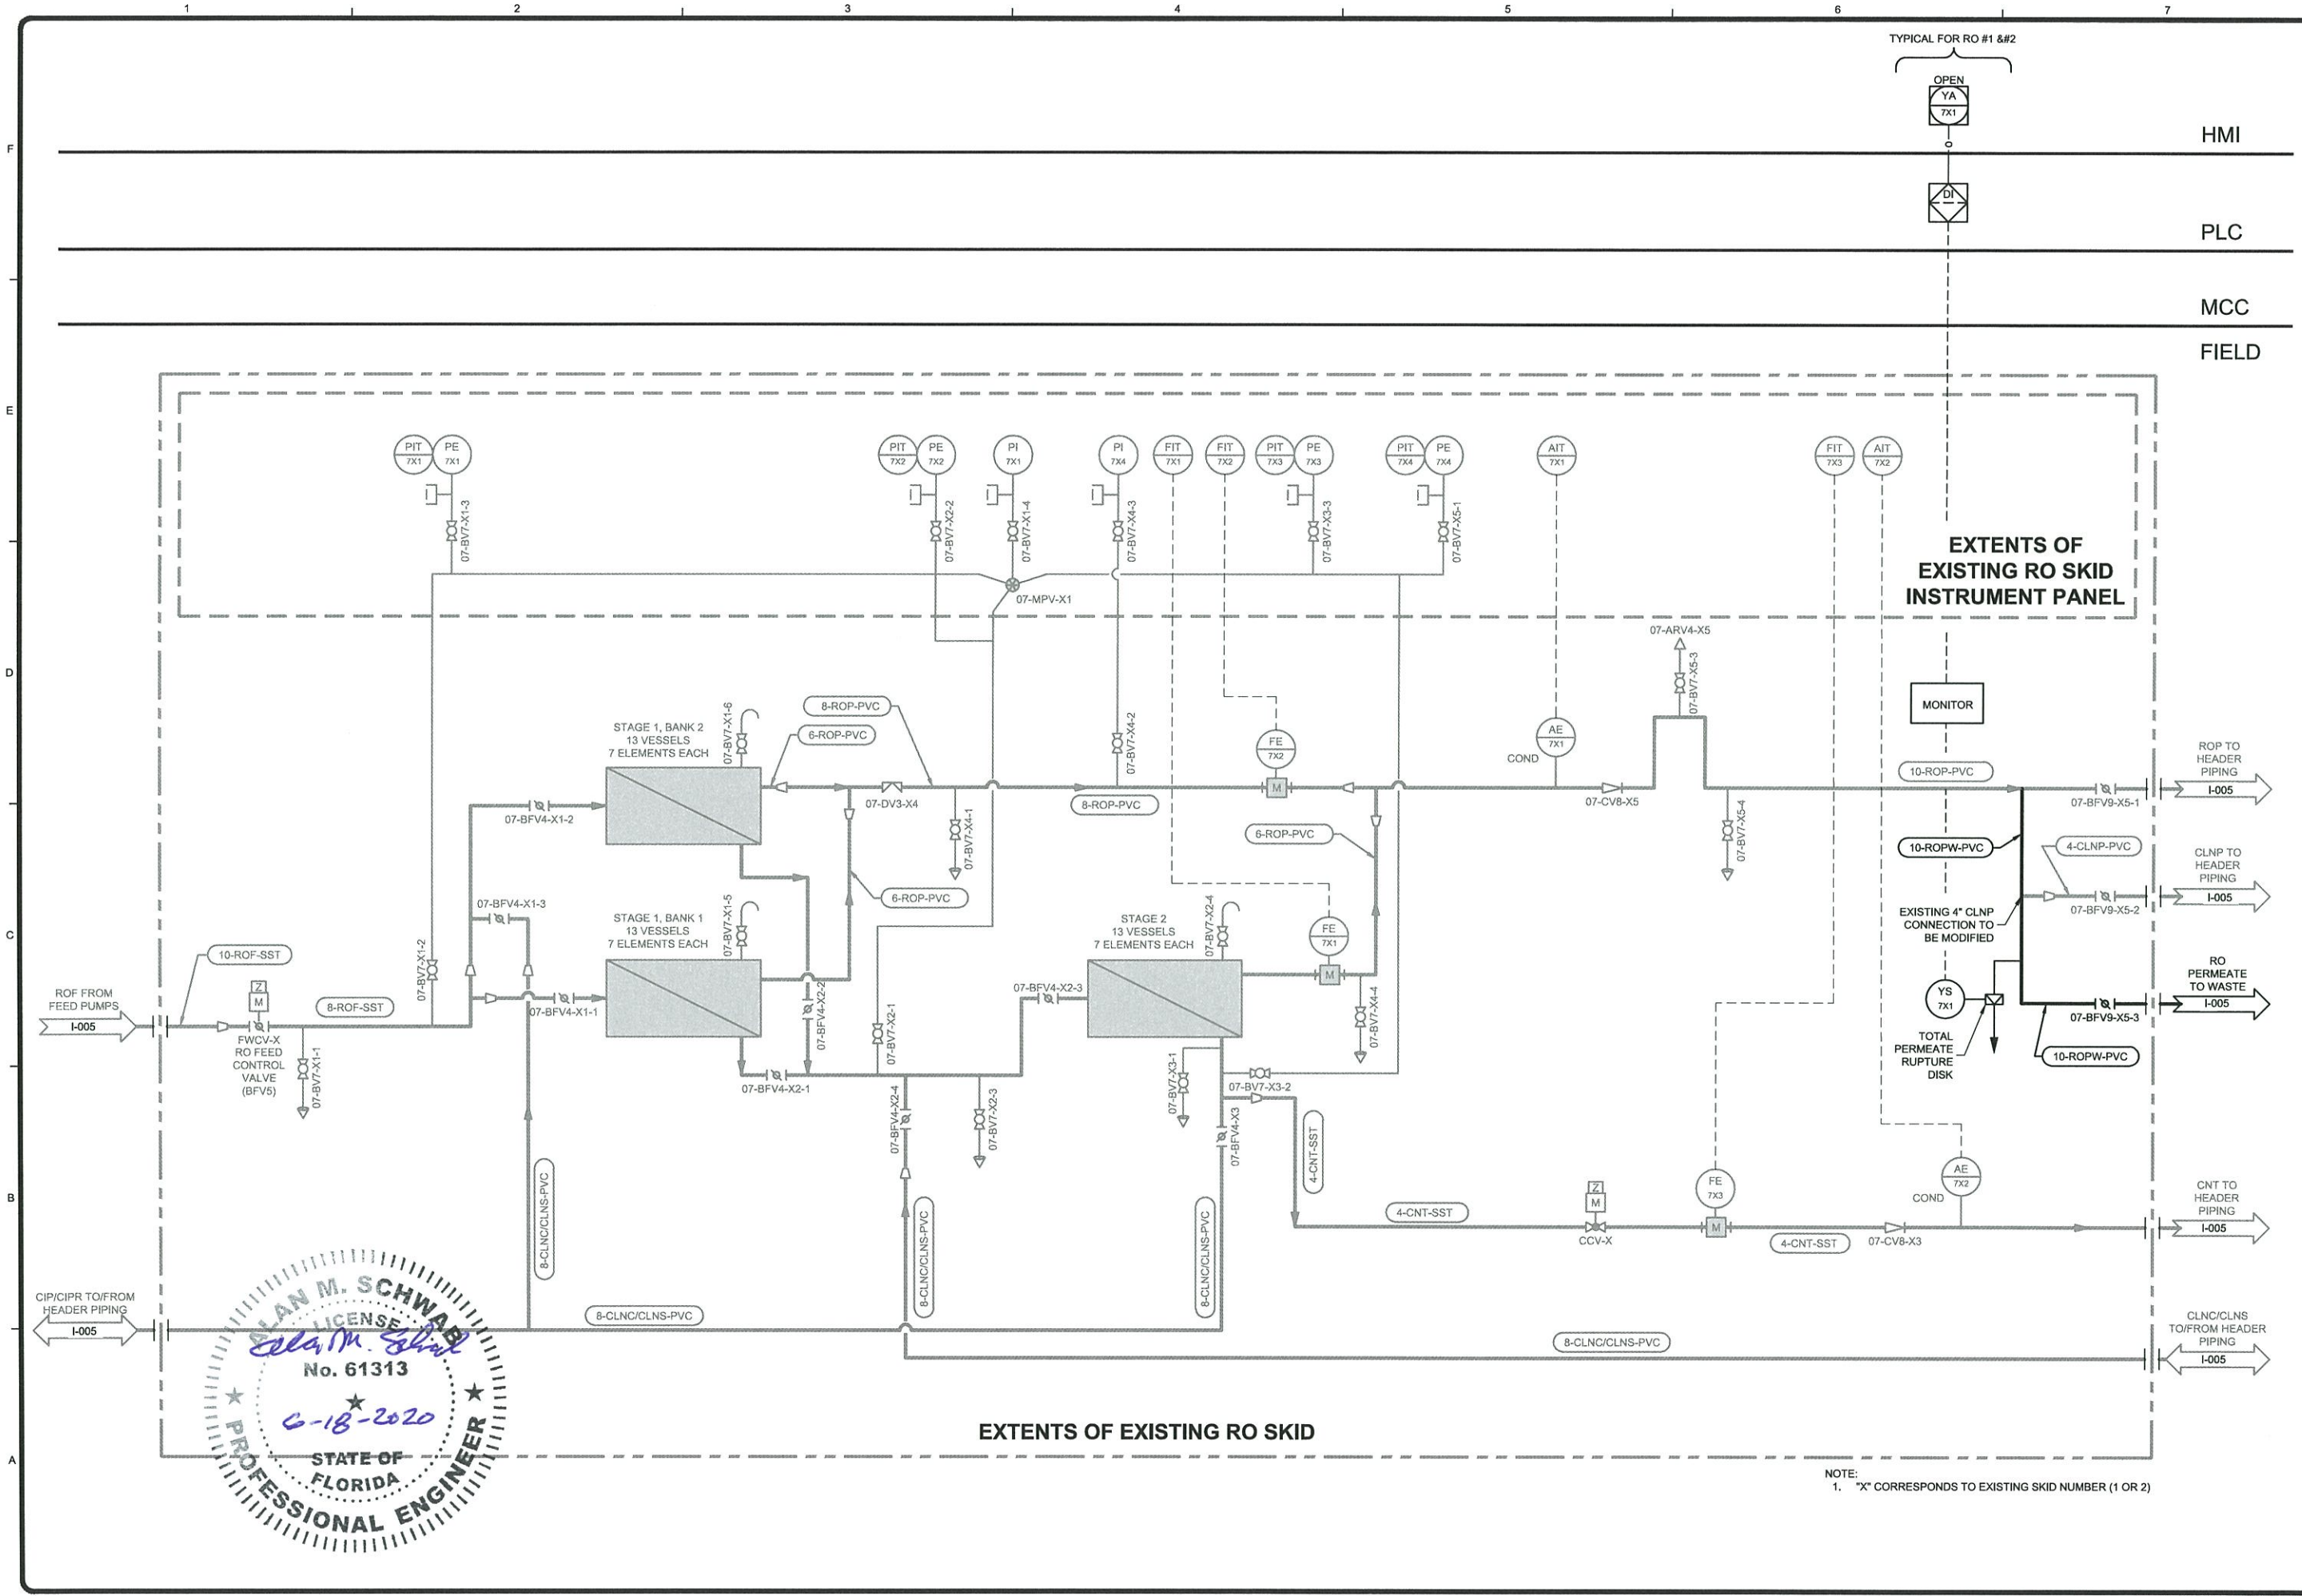 1
2
3
4
5
6
7
TYPICAL FOR RO #1 &#2
OPEN
YA
7X1
F
HMI
DI
PLC
MCC
FIELD
E
PIT
7X1
PE
7X1
PIT
7X2
PE
7X2
PI
7X1
PI
7X4
FIT
7X1
FIT
7X2
PIT
7X3
PE
7X3
PIT
7X4
PE
7X4
AIT
7X1
FIT
7X3
AIT
7X2
07-BV7-X1-3
07-BV7-X2-2
07-BV7-X1-4
07-BV7-X4-3
07-BV7-X3-3
07-BV7-X5-1
EXTENTS OF
EXISTING RO SKID
INSTRUMENT PANEL
07-MPV-X1
D
07-ARV4-X5
07-BV7-X5-3
MONITOR
STAGE 1, BANK 2
13 VESSELS
7 ELEMENTS EACH
07-BV7-X1-6
8-ROP-PVC
6-ROP-PVC
07-BV7-X4-2
FE
7X2
M
AE
7X1
COND
07-DV3-X4
8-ROP-PVC
07-CV8-X5
10-ROP-PVC
07-BFV9-X5-1
ROP TO
HEADER
PIPING
I-005
07-BFV4-X1-2
07-BV7-X4-1
6-ROP-PVC
07-BV7-X5-4
10-ROPW-PVC
4-CLNP-PVC
CLNP TO
HEADER
PIPING
I-005
07-BFV9-X5-2
C
07-BFV4-X1-3
STAGE 1, BANK 1
13 VESSELS
7 ELEMENTS EACH
07-BV7-X1-5
6-ROP-PVC
STAGE 2
13 VESSELS
7 ELEMENTS EACH
07-BV7-X2-4
FE
7X1
M
EXISTING 4" CLNP
CONNECTION TO
BE MODIFIED
10-ROF-SST
07-BV7-X1-2
ROF FROM
FEED PUMPS
I-005
Z
M
8-ROF-SST
FWCV-X
RO FEED
CONTROL
VALVE
(BFV5)
07-BV7-X1-1
07-BFV4-X1-1
07-BFV4-X2-2
07-BV7-X2-1
07-BFV4-X2-3
07-BV7-X4-4
YS
7X1
TOTAL
PERMEATE
RUPTURE
DISK
RO
PERMEATE
TO WASTE
I-005
07-BFV9-X5-3
10-ROPW-PVC
07-BFV4-X2-1
07-BFV4-X2-4
07-BV7-X2-3
07-BV7-X3-1
07-BV7-X3-2
07-BFV4-X3
4-CNT-SST
B
8-CLNC/CLNS-PVC
8-CLNC/CLNS-PVC
8-CLNC/CLNS-PVC
4-CNT-SST
Z
M
CCV-X
FE
7X3
M
4-CNT-SST
07-CV8-X3
COND
AE
7X2
CNT TO
HEADER
PIPING
I-005
CIP/CIPR TO/FROM
HEADER PIPING
I-005
8-CLNC/CLNS-PVC
8-CLNC/CLNS-PVC
CLNC/CLNS
TO/FROM HEADER
PIPING
I-005
ALAN M. SCHWAB
LICENSE
Alan M. Schwab
No. 61313
6-18-2020
STATE OF
FLORIDA
PROFESSIONAL ENGINEER
EXTENTS OF EXISTING RO SKID
A
NOTE:
1. "X" CORRESPONDS TO EXISTING SKID NUMBER (1 OR 2)